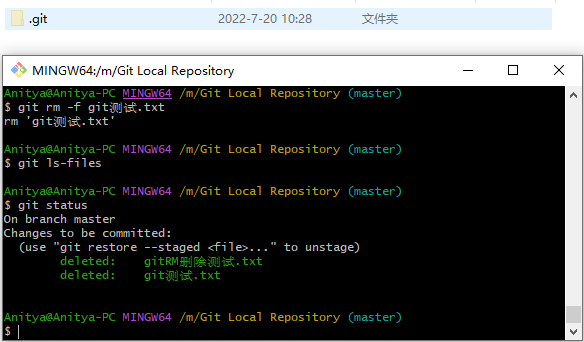 .git 2022-7-20 10:28 文件夹
MINGW64:/m/Git Local Repository
Anitya@Anitya-PC MINGW64 /m/Git Local Repository (master)
$ git rm -f git测试.txt
rm 'git测试.txt'
Anitya@Anitya-PC MINGW64 /m/Git Local Repository (master)
$ git ls-files
Anitya@Anitya-PC MINGW64 /m/Git Local Repository (master)
$ git status
On branch master
Changes to be committed:
  (use "git restore --staged <file>..." to unstage)
        deleted:    gitRM删除测试.txt
        deleted:    git测试.txt
Anitya@Anitya-PC MINGW64 /m/Git Local Repository (master)
$